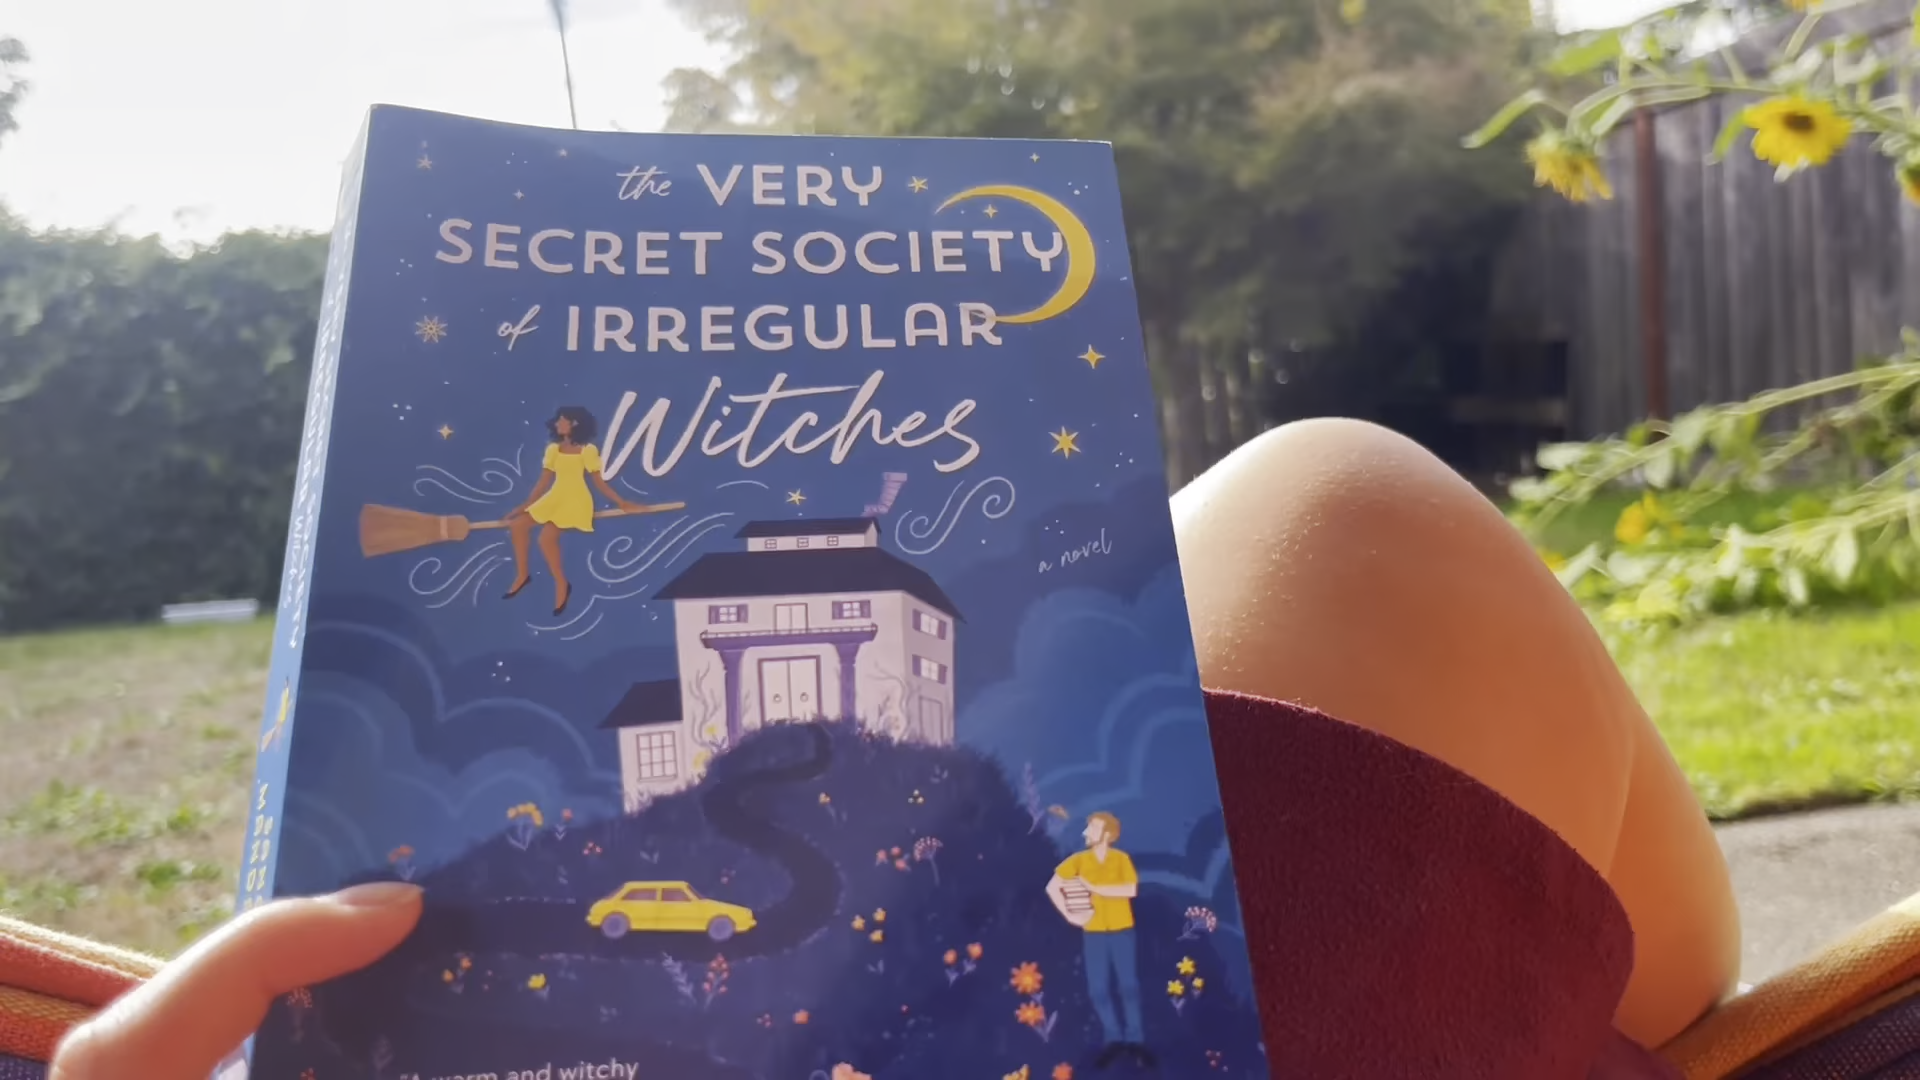 the VERY
SECRET SOCIETY
of IRREGULAR
Witches
a novel
"A warm and witchy